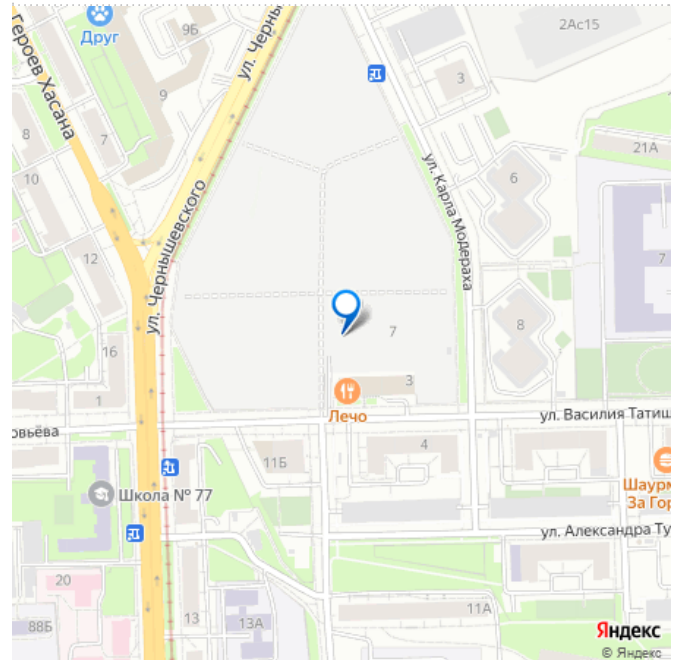 Друг
9Б
ул. Черны
2Ас15
Героев Хасана
9
3
8
7
21А
10
ул. Карла Модераха
6
ул. Чернышевского
12
7
7
8
16
3
1
Лечо
ул. Василия Татищ
овьёва
4
11Б
Шаурм
За Гор
Школа № 77
ул. Александра Ту
20
11А
88Б
13
13А
Яндекс
© Яндекс